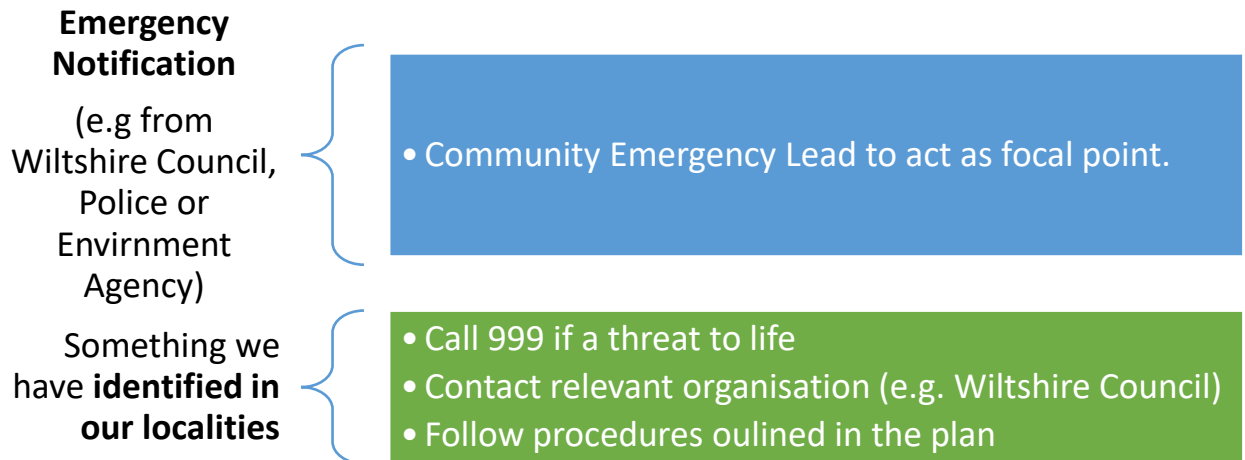 Emergency
Notification
(e.g from
Wiltshire Council,
Police or
Envirnment
Agency)
• Community Emergency Lead to act as focal point.
Something we
have identified in
our localities
• Call 999 if a threat to life
• Contact relevant organisation (e.g. Wiltshire Council)
• Follow procedures oulined in the plan